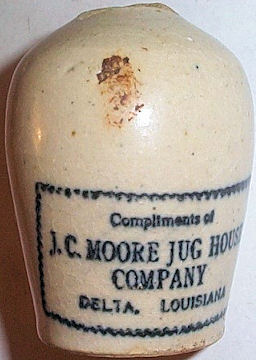 Compliments of
J.C. MOORE JUG HOUSE
COMPANY
DELTA, LOUISIANA